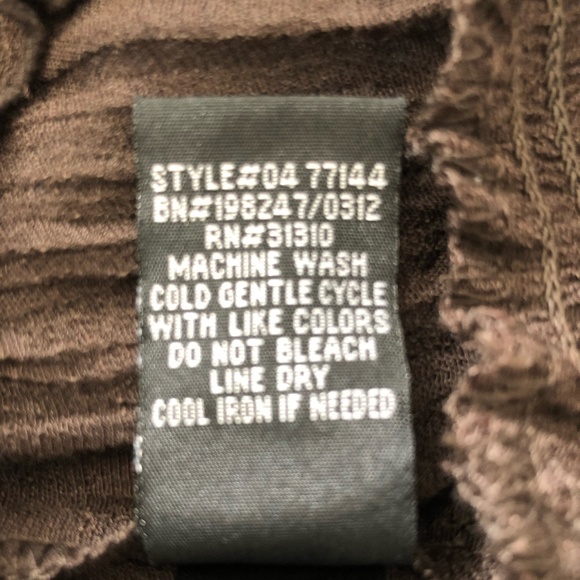 STYLE#04 77144
BN#198247/0312
RN#31310
MACHINE WASH
COLD GENTLE CYCLE
WITH LIKE COLORS
DO NOT BLEACH
LINE DRY
COOL IRON IF NEEDED